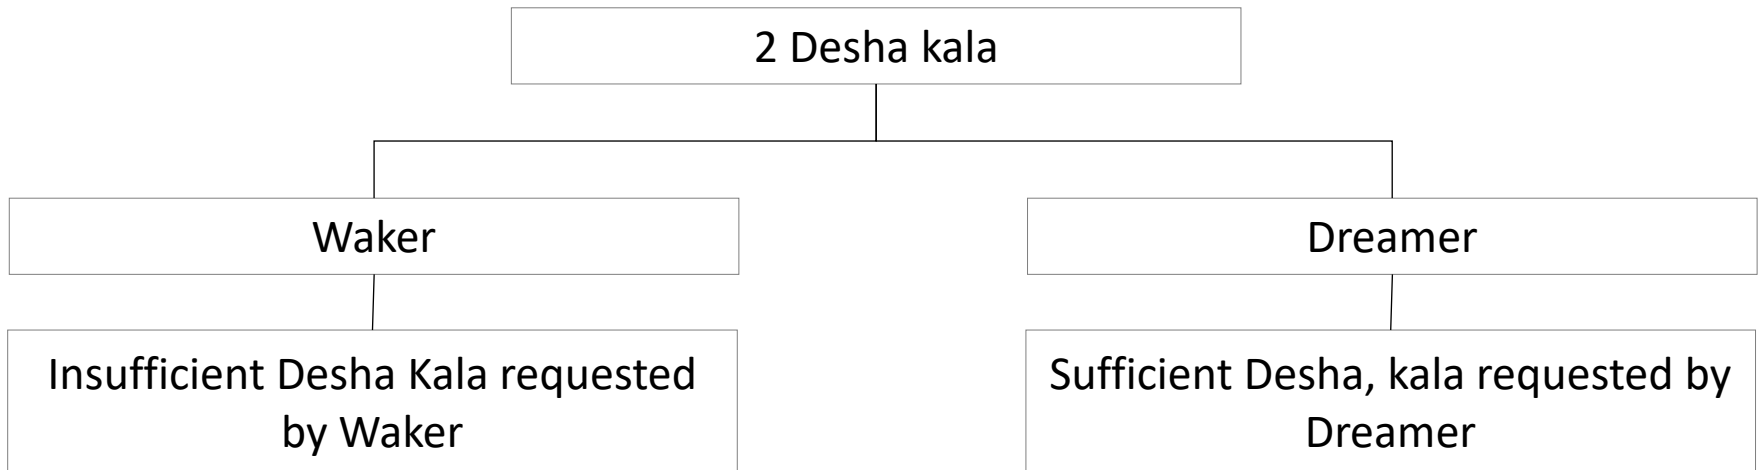 2 Desha kala
Waker
Dreamer
Insufficient Desha Kala requested
by Waker
Sufficient Desha, kala requested by
Dreamer